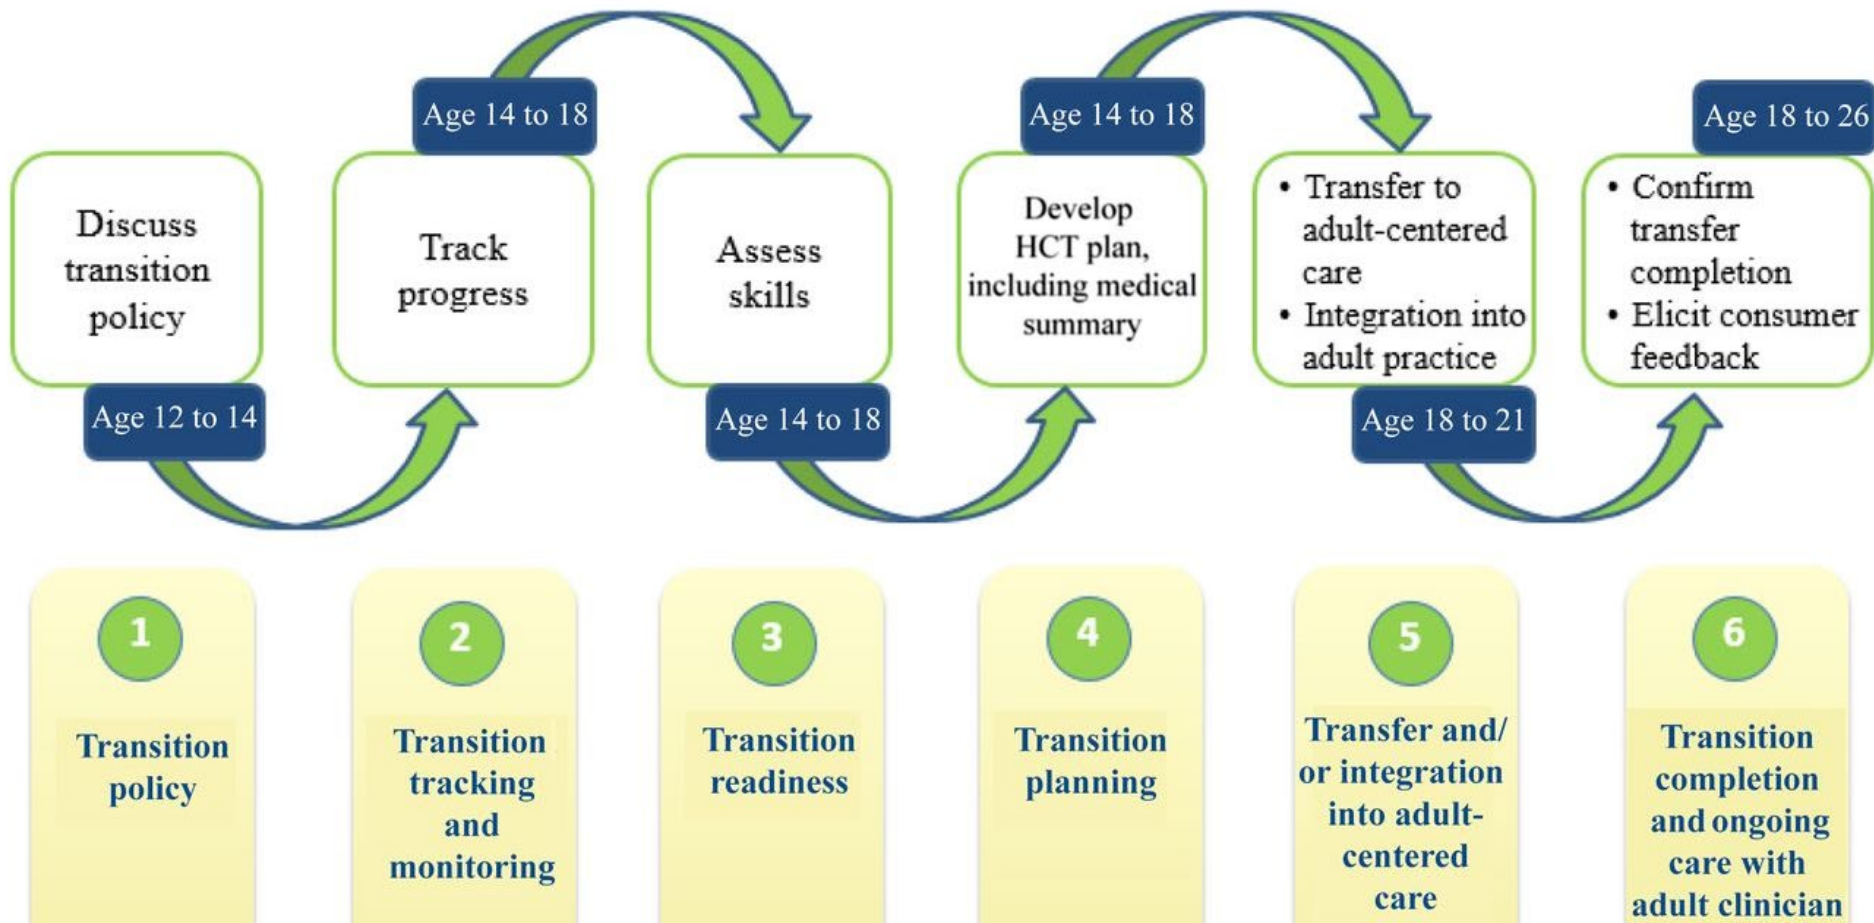 Age 14 to 18
Age 14 to 18
Age 18 to 26
Discuss
transition
policy
Track
progress
Assess
skills
Develop
HCT plan,
including medical
summary
• Transfer to
adult-centered
care
• Integration into
adult practice
• Confirm
transfer
completion
• Elicit consumer
feedback
Age 12 to 14
Age 14 to 18
Age 18 to 21
1
Transition
policy
2
Transition
tracking
and
monitoring
3
Transition
readiness
4
Transition
planning
5
Transfer and/
or integration
into adult-
centered
care
6
Transition
completion
and ongoing
care with
adult clinician